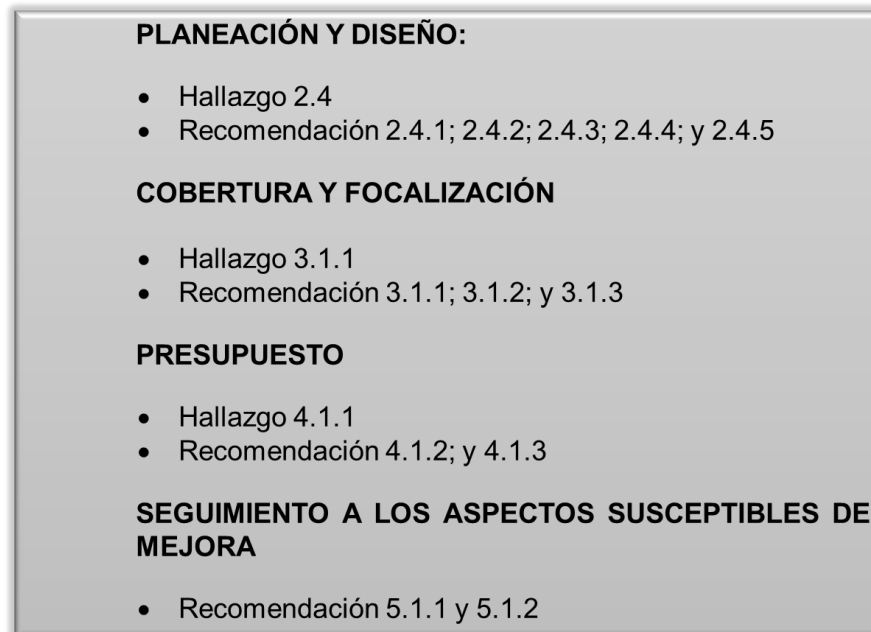 PLANEACIÓN Y DISEÑO:
• Hallazgo 2.4
• Recomendación 2.4.1; 2.4.2; 2.4.3; 2.4.4; y 2.4.5
COBERTURA Y FOCALIZACIÓN
• Hallazgo 3.1.1
• Recomendación 3.1.1; 3.1.2; y 3.1.3
PRESUPUESTO
• Hallazgo 4.1.1
• Recomendación 4.1.2; y 4.1.3
SEGUIMIENTO A LOS ASPECTOS SUSCEPTIBLES DE
MEJORA
• Recomendación 5.1.1 y 5.1.2